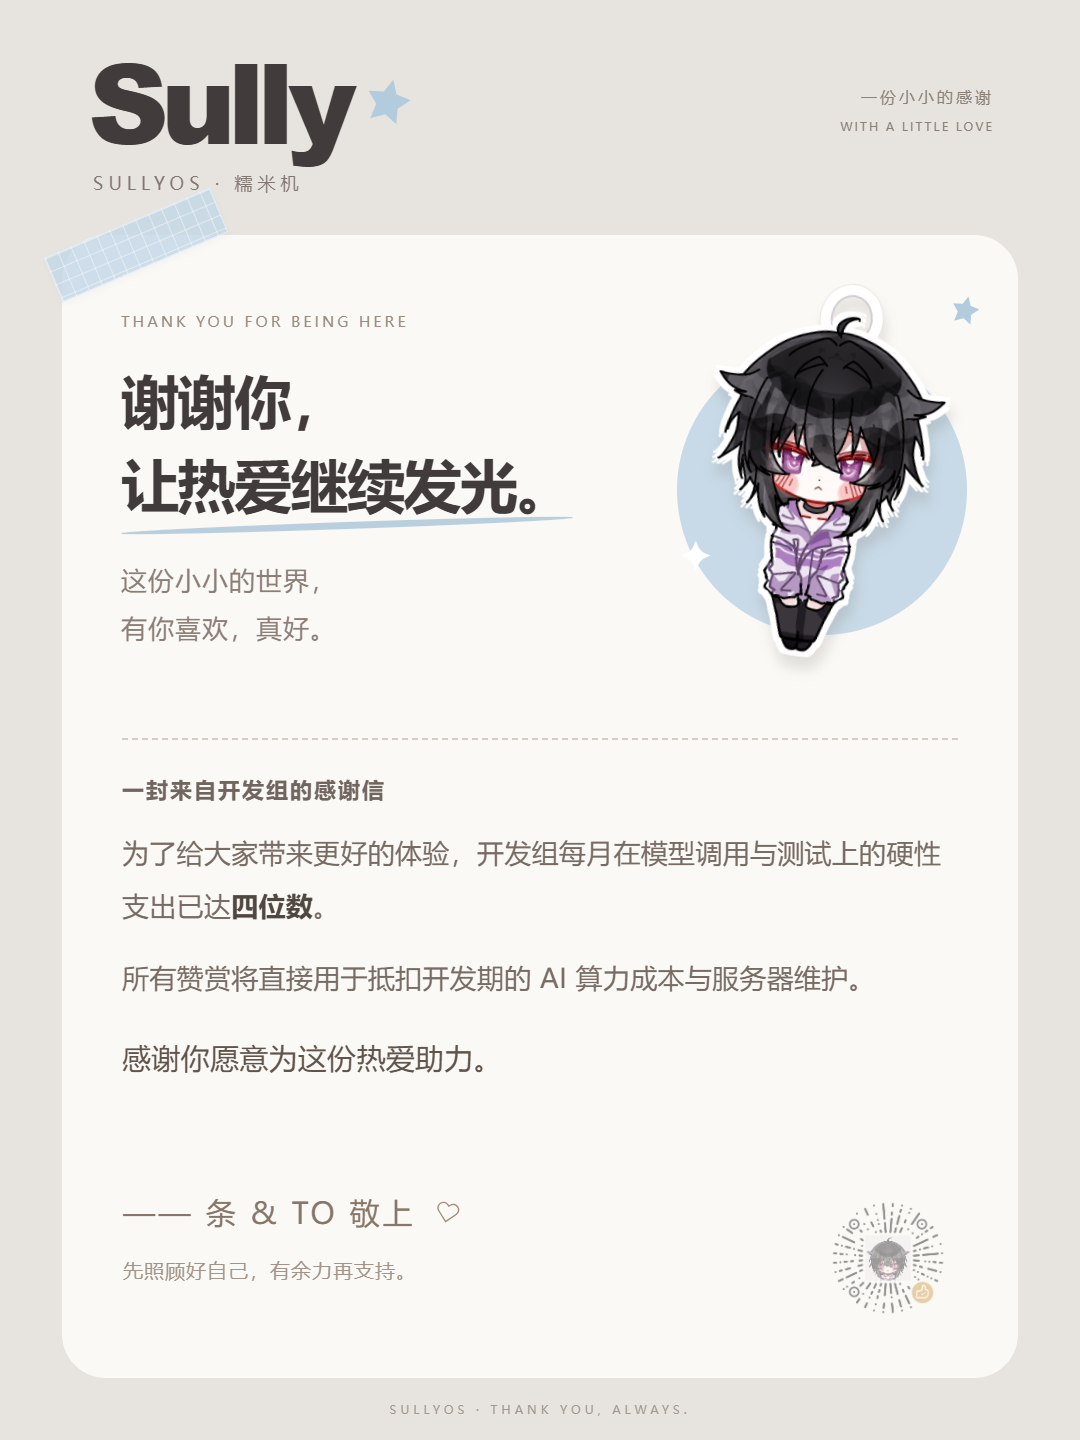 Sully
SULLYOS · 糯米机
一份小小的感谢
WITH A LITTLE LOVE
THANK YOU FOR BEING HERE
谢谢你，
让热爱继续发光。
这份小小的世界，
有你喜欢，真好。
一封来自开发组的感谢信
为了给大家带来更好的体验，开发组每月在模型调用与测试上的硬性
支出已达四位数。
所有赞赏将直接用于抵扣开发期的 AI 算力成本与服务器维护。
感谢你愿意为这份热爱助力。
—— 条 & TO 敬上 ♡
先照顾好自己，有余力再支持。
SULLYOS · THANK YOU, ALWAYS.